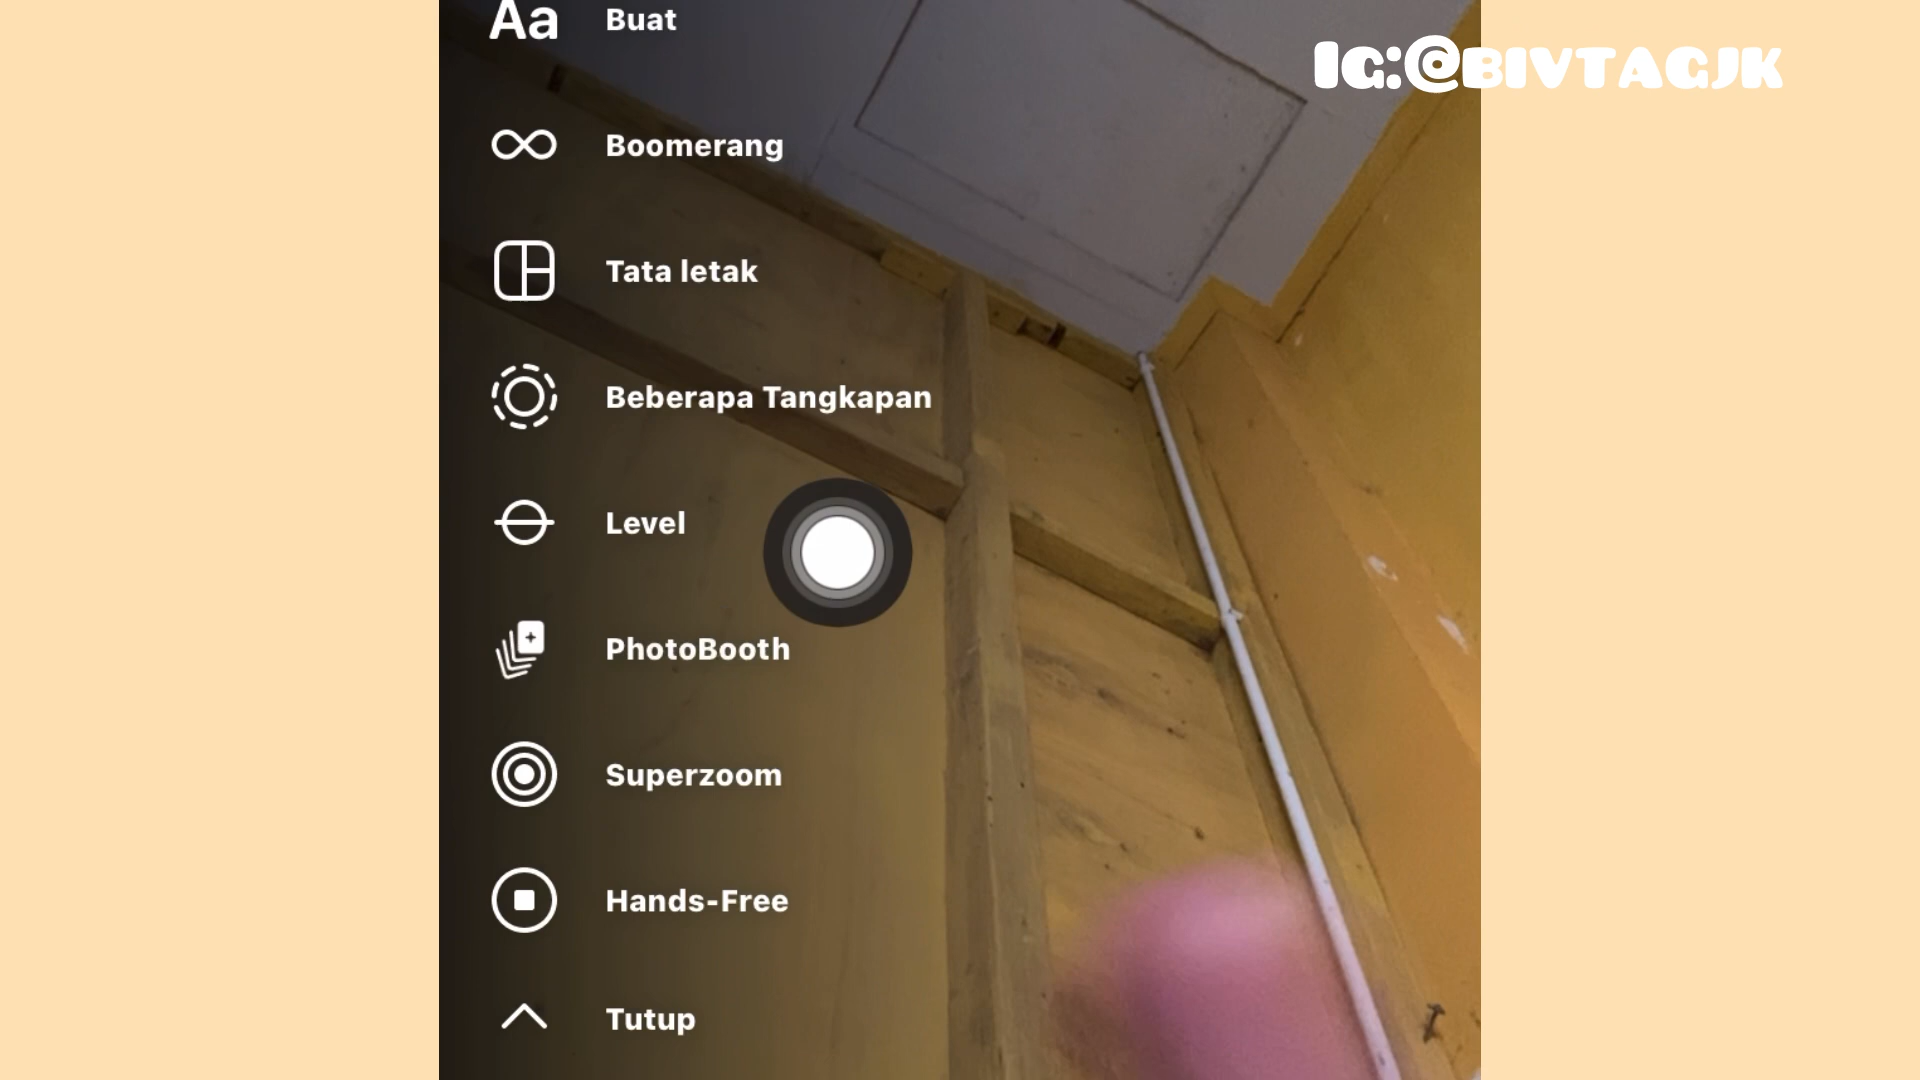 IG:@BIVTAGJK
Aa Buat
Boomerang
Tata letak
Beberapa Tangkapan
Level
PhotoBooth
Superzoom
Hands-Free
Tutup